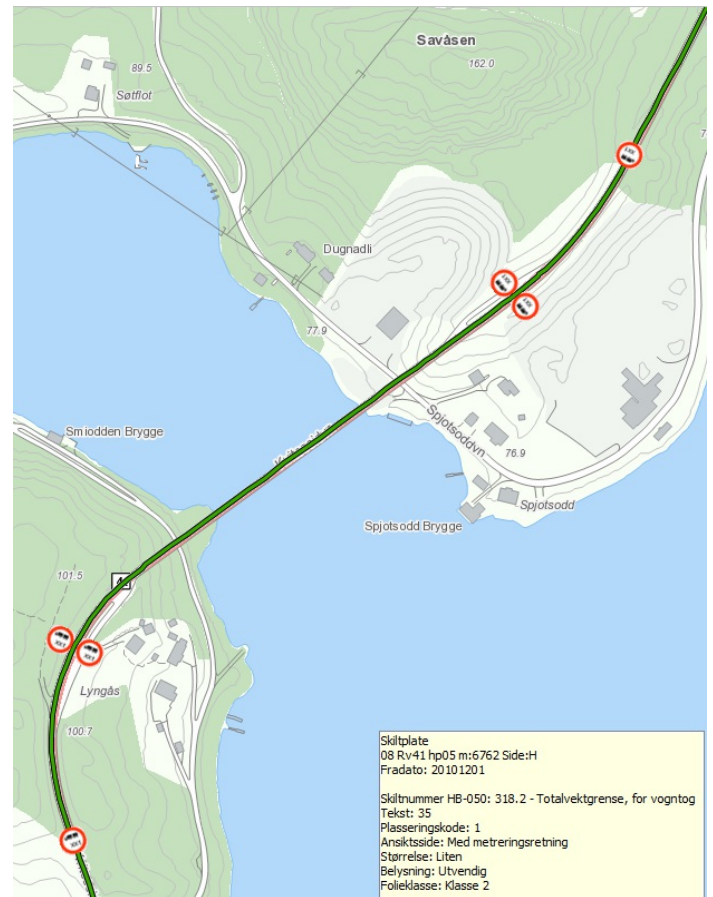 Savåsen
89.5
162.0
Søtflot
Dugnadli
77.9
Smiodden Brygge
Spjotsoddvn
76.9
Spjotsodd
Spjotsodd Brygge
101.5
Lyngås
100.7
Skiltplate
08 Rv41 hp05 m:6762 Side:H
Fradato: 20101201
Skiltnummer HB-050: 318.2 - Totalvektgrense, for vogntog
Tekst: 35
Plasseringskode: 1
Ansiktsside: Med metreringsretning
Størrelse: Liten
Belysning: Utvendig
Folieklasse: Klasse 2